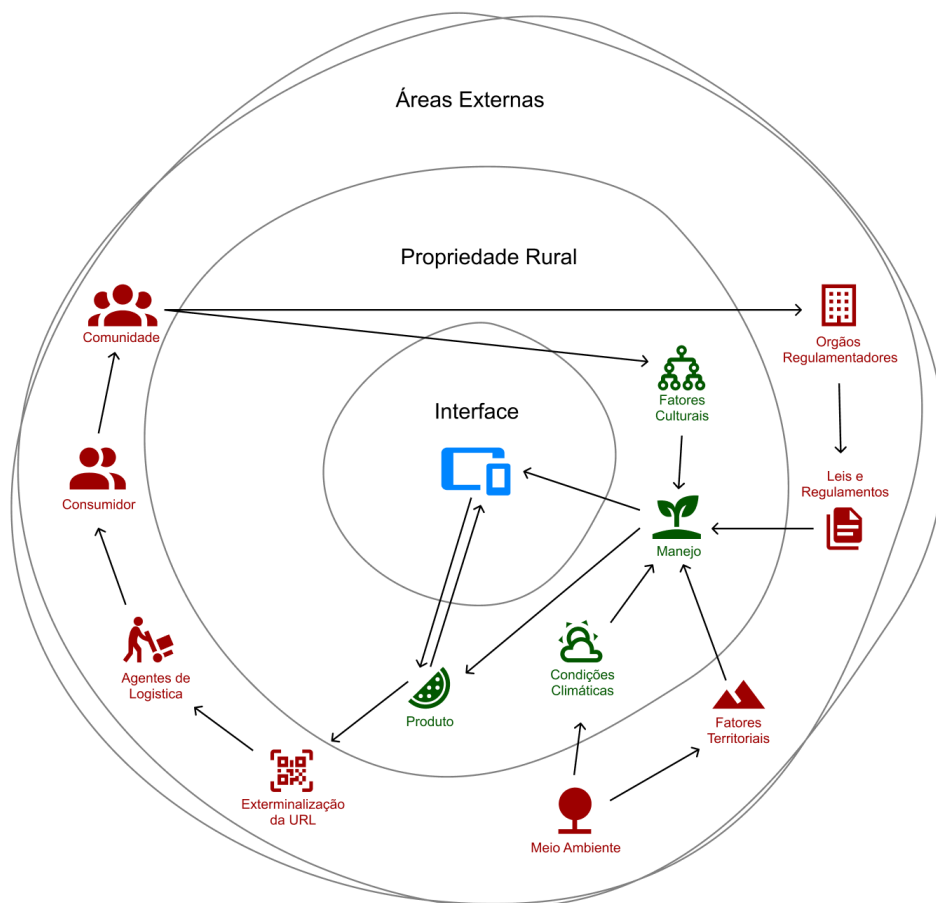 Áreas Externas
Propriedade Rural
Comunidade
Orgãos
Regulamentadores
Fatores
Culturais
Interface
Consumidor
Leis e
Regulamentos
Manejo
Agentes de
Logistica
Condições
Climáticas
Produto
Fatores
Territoriais
Exterminalização
da URL
Meio Ambiente